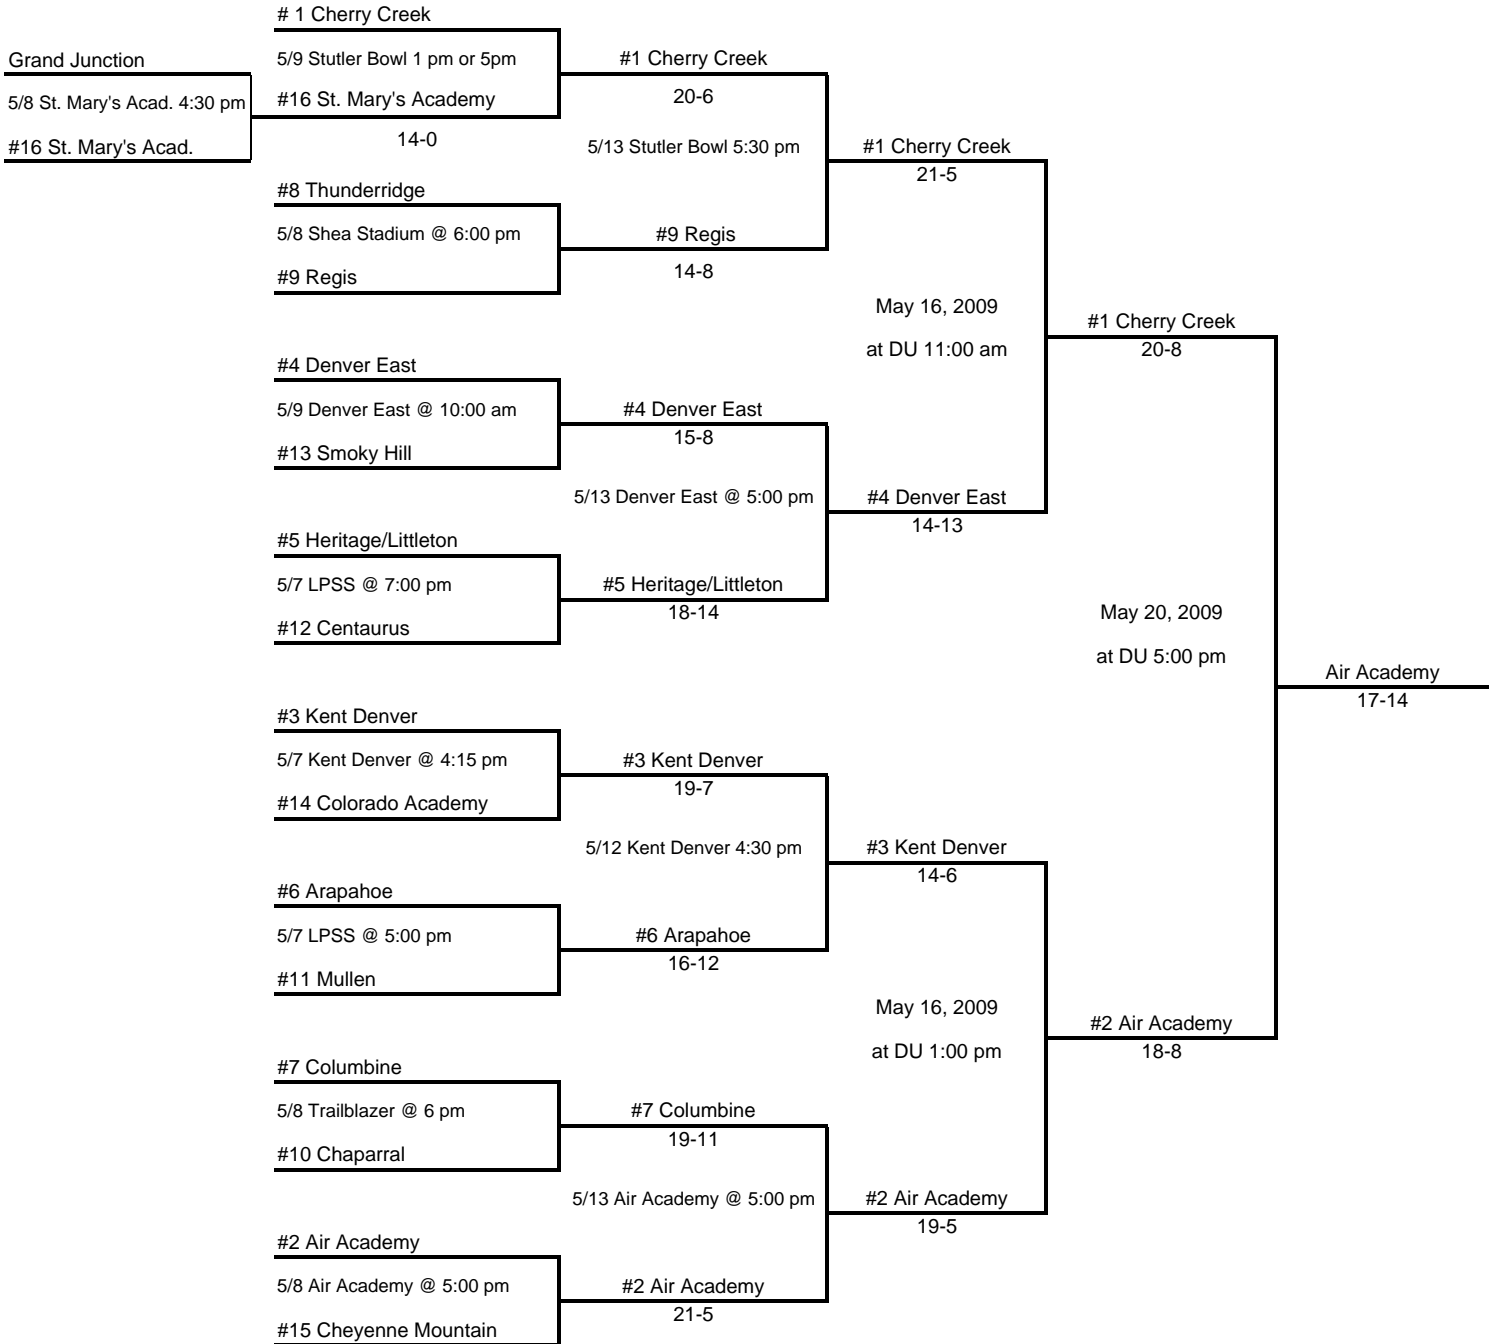 Grand Junction
5/8 St. Mary's Acad. 4:30 pm
#16 St. Mary's Acad.
# 1 Cherry Creek
5/9 Stutler Bowl 1 pm or 5pm
#16 St. Mary's Academy
14-0
#8 Thunderridge
5/8 Shea Stadium @ 6:00 pm
#9 Regis
#4 Denver East
5/9 Denver East @ 10:00 am
#13 Smoky Hill
#5 Heritage/Littleton
5/7 LPSS @ 7:00 pm
#12 Centaurus
#3 Kent Denver
5/7 Kent Denver @ 4:15 pm
#14 Colorado Academy
#6 Arapahoe
5/7 LPSS @ 5:00 pm
#11 Mullen
#7 Columbine
5/8 Trailblazer @ 6 pm
#10 Chaparral
#2 Air Academy
5/8 Air Academy @ 5:00 pm
#15 Cheyenne Mountain
#1 Cherry Creek
20-6
5/13 Stutler Bowl 5:30 pm
#9 Regis
14-8
#4 Denver East
15-8
5/13 Denver East @ 5:00 pm
#5 Heritage/Littleton
18-14
#3 Kent Denver
19-7
5/12 Kent Denver 4:30 pm
#6 Arapahoe
16-12
#7 Columbine
19-11
5/13 Air Academy @ 5:00 pm
#2 Air Academy
21-5
#1 Cherry Creek
21-5
May 16, 2009
at DU 11:00 am
#4 Denver East
14-13
#3 Kent Denver
14-6
May 16, 2009
at DU 1:00 pm
#2 Air Academy
19-5
#1 Cherry Creek
20-8
May 20, 2009
at DU 5:00 pm
#2 Air Academy
18-8
Air Academy
17-14